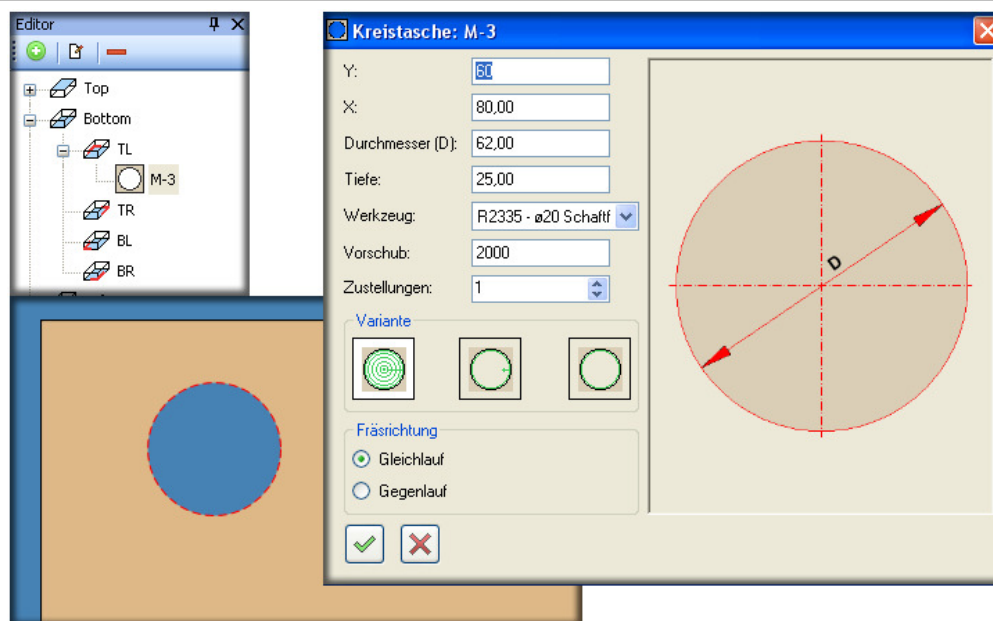 Editor
Top
Bottom
TL
M-3
TR
BL
BR
Kreistasche: M-3
Y: 60
X: 80,00
Durchmesser (D): 62,00
Tiefe: 25,00
Werkzeug: R2335 - ø20 Schaftf
Vorschub: 2000
Zustellungen: 1
Variante
Fräsrichtung
Gleichlauf
Gegenlauf
D